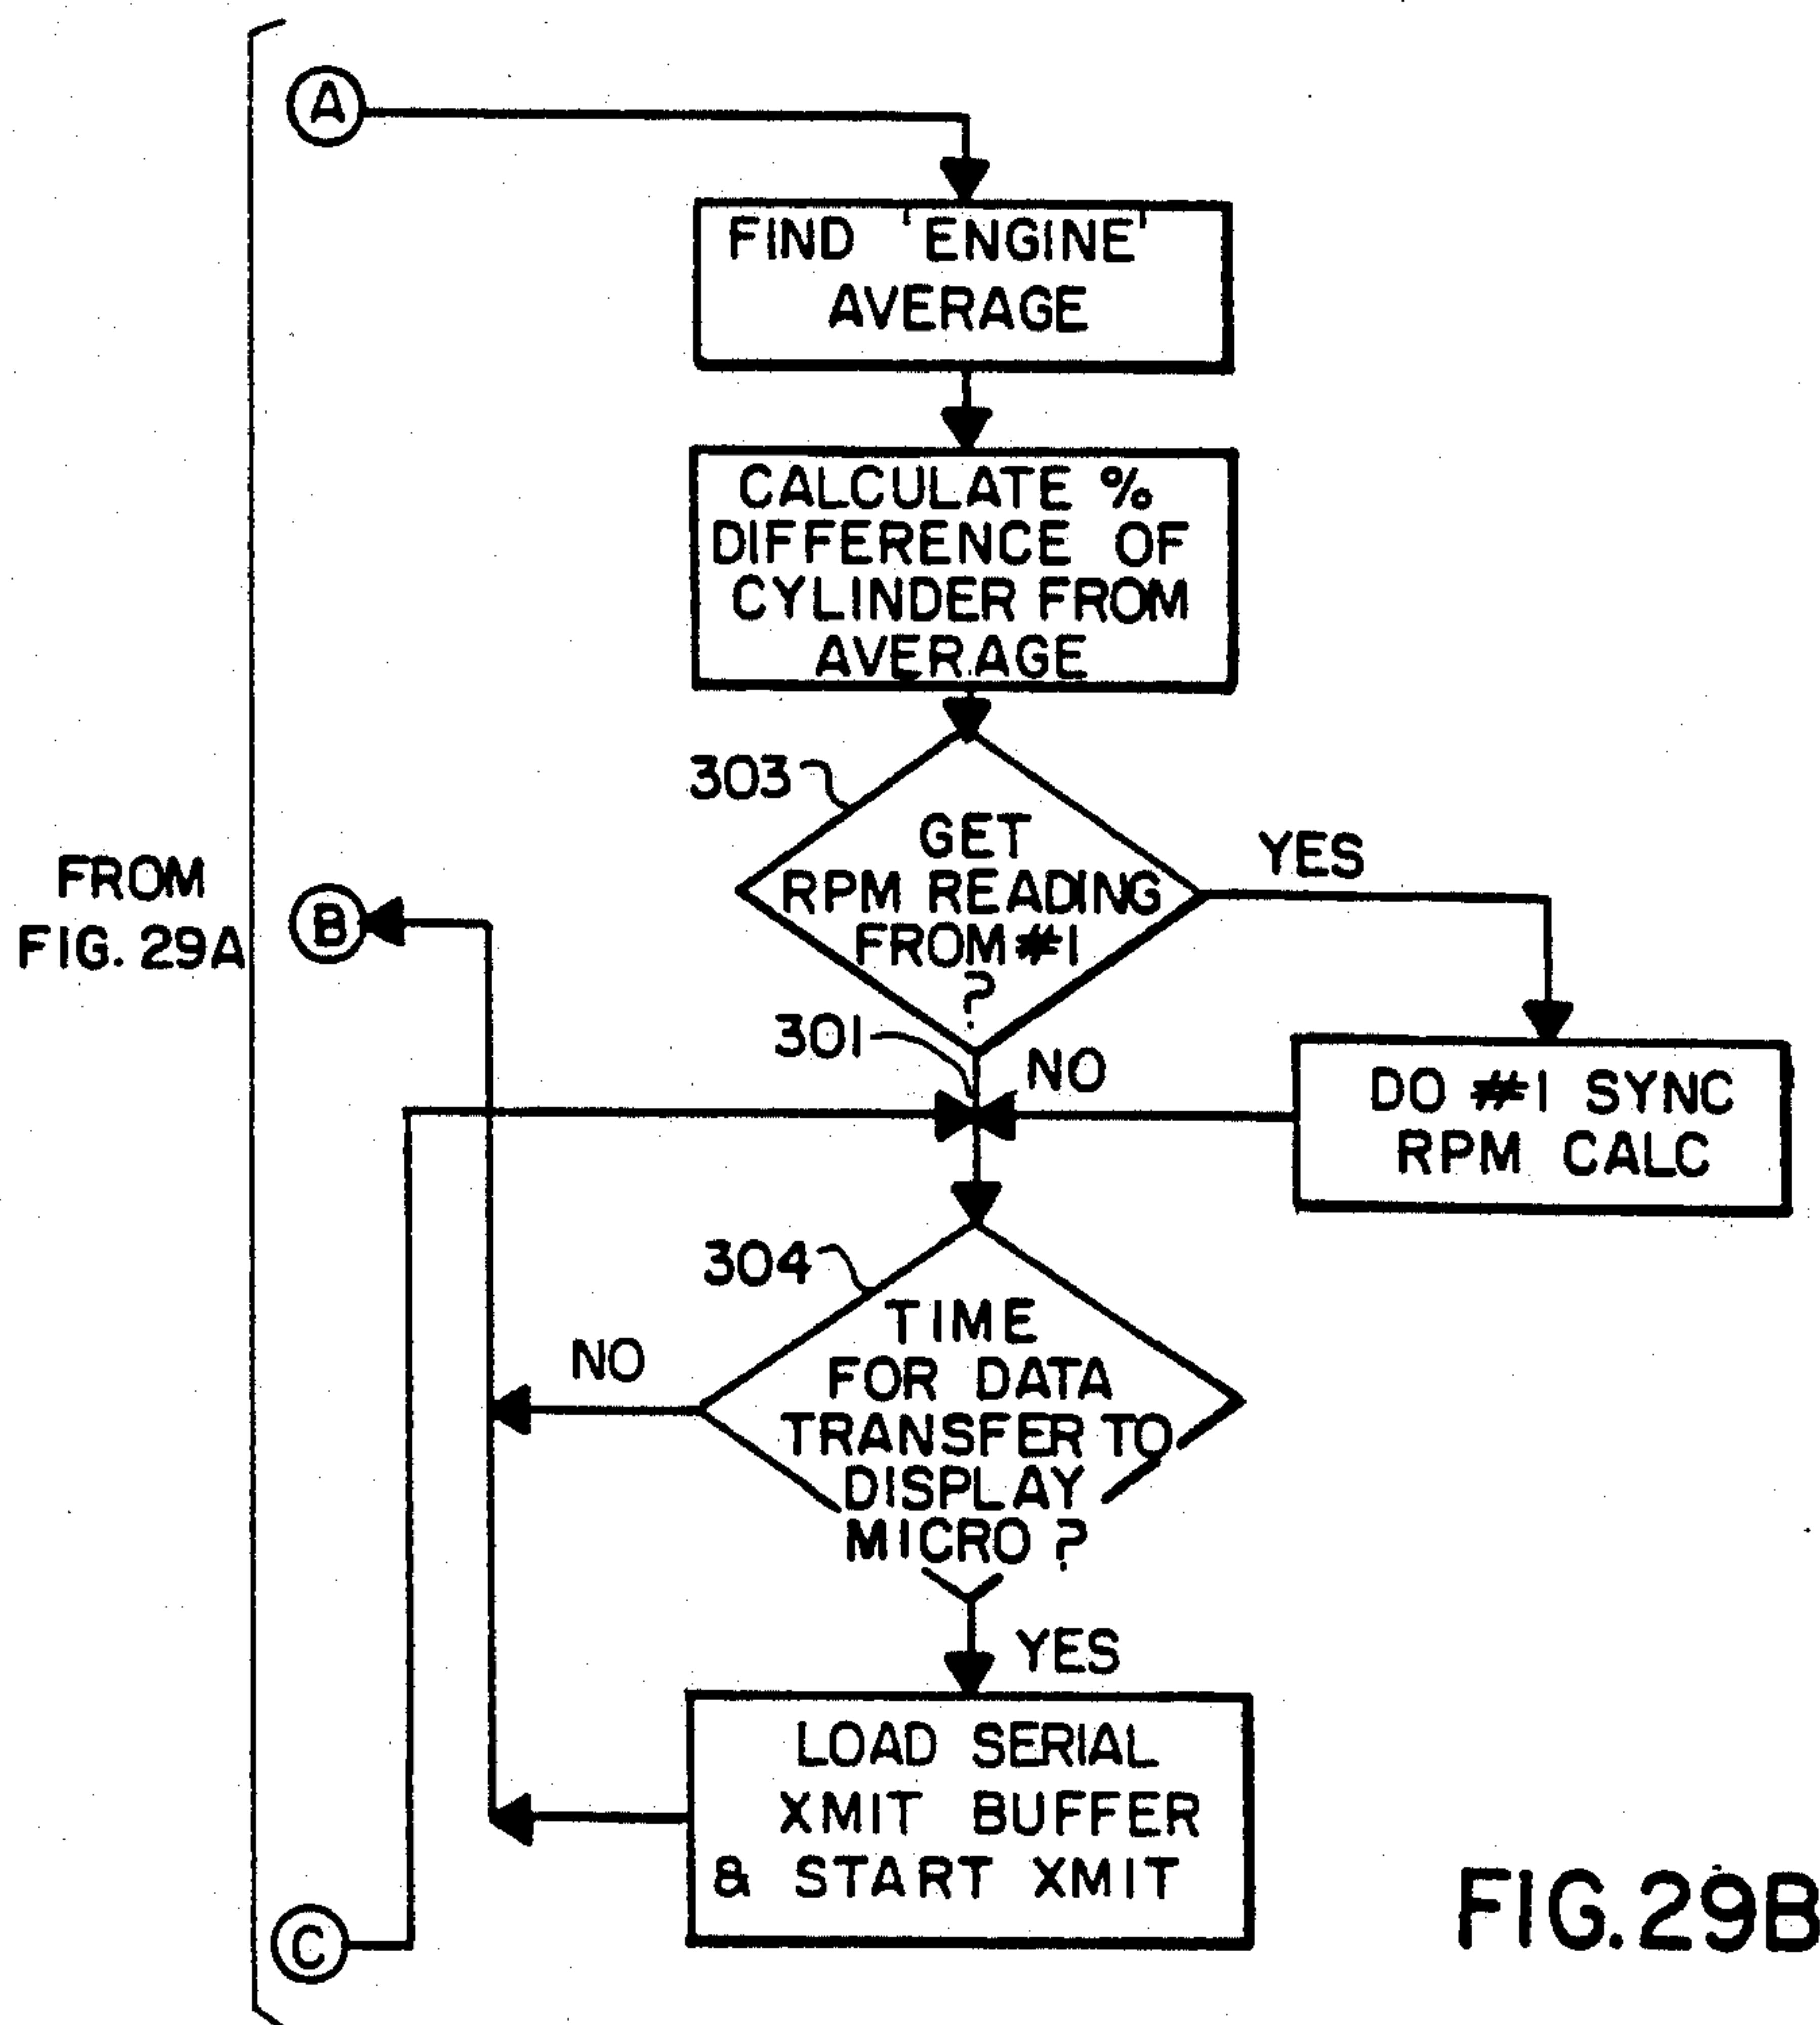 A
FIND 'ENGINE'
AVERAGE
CALCULATE %
DIFFERENCE OF
CYLINDER FROM
AVERAGE
303
GET
RPM READING
FROM #1
?
YES
FROM
FIG. 29A
B
301
NO
DO #1 SYNC
RPM CALC
304
TIME
FOR DATA
TRANSFER TO
DISPLAY
MICRO ?
NO
YES
LOAD SERIAL
XMIT BUFFER
& START XMIT
C
FIG. 29B